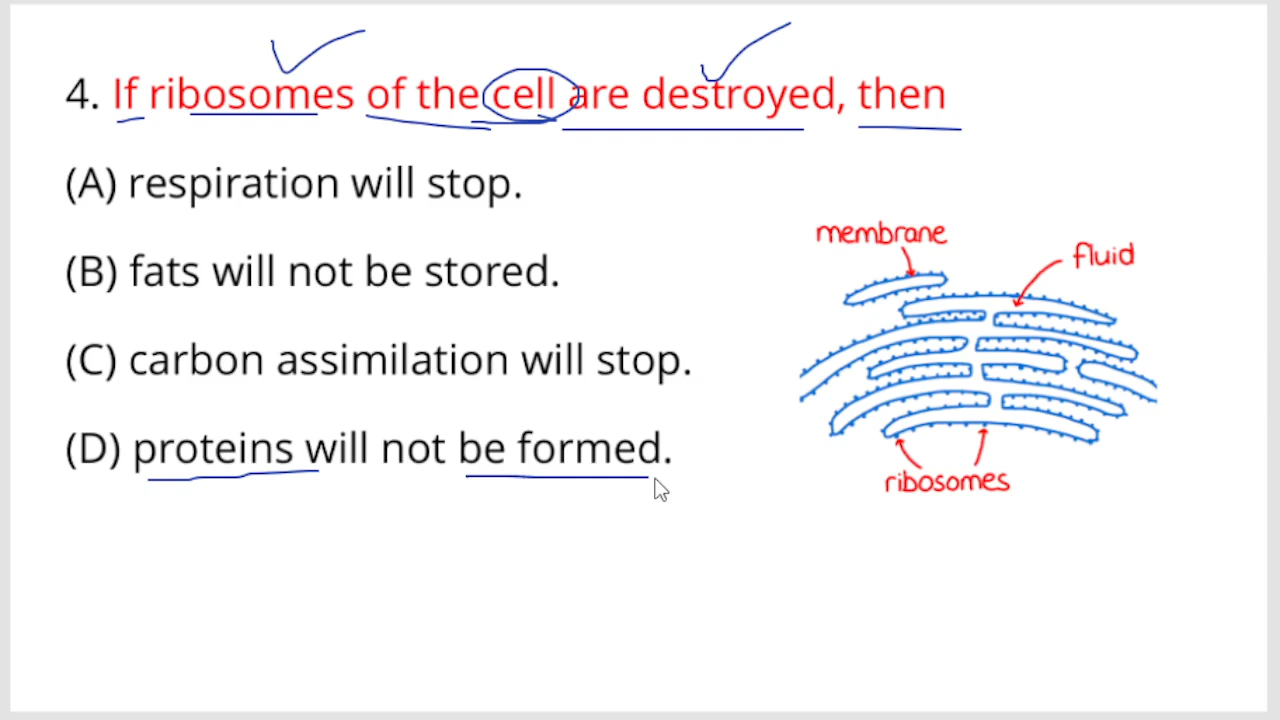 4. If ribosomes of the cell are destroyed, then
(A) respiration will stop.
(B) fats will not be stored.
(C) carbon assimilation will stop.
(D) proteins will not be formed.
membrane
fluid
ribosomes